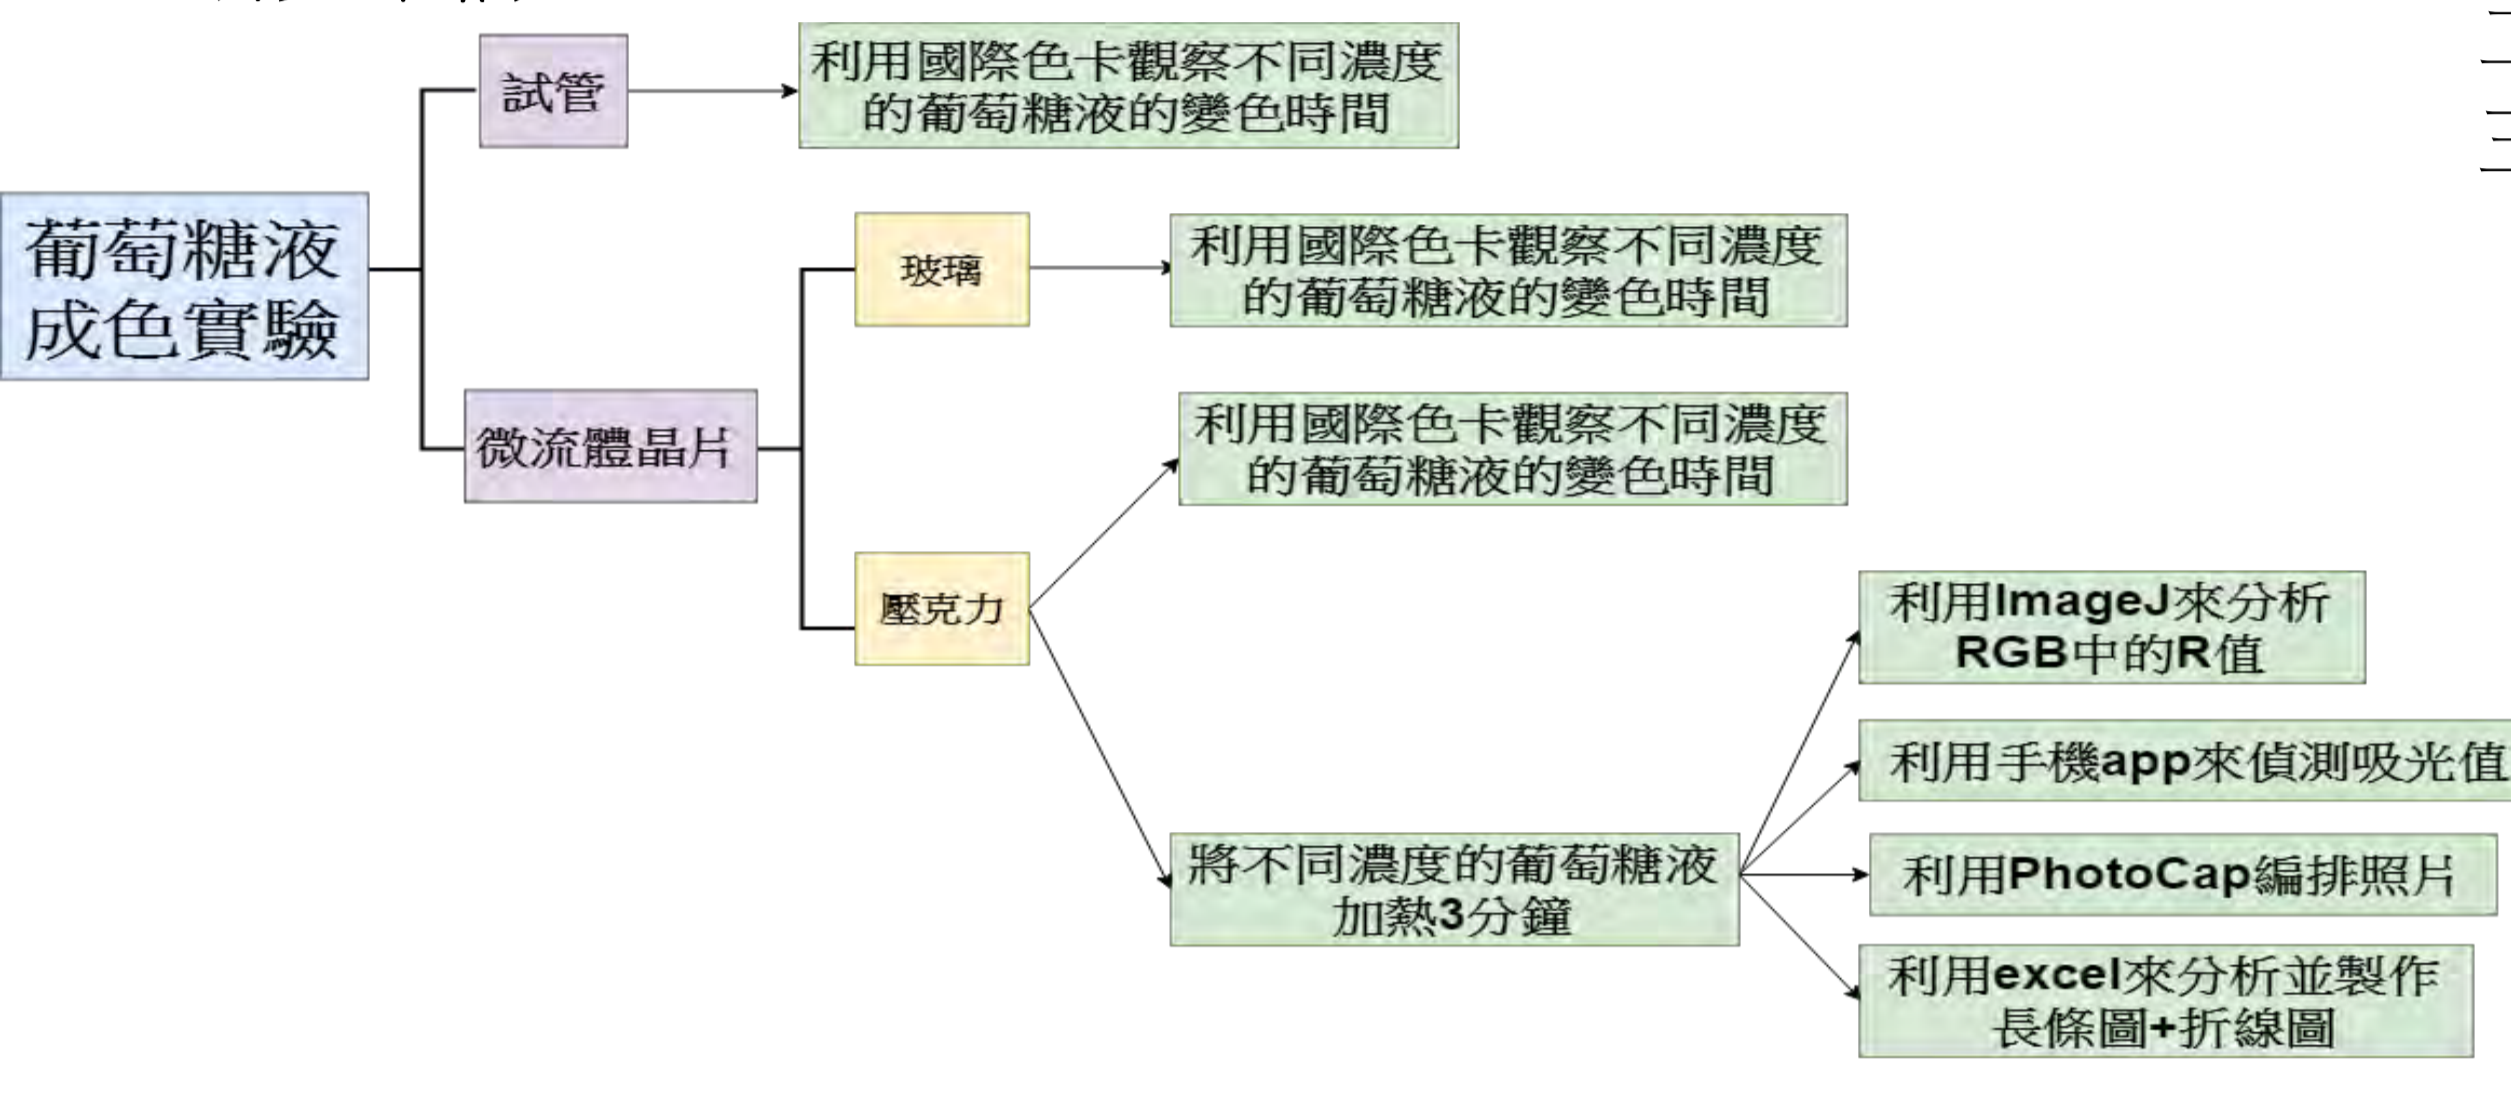 試管
利用國際色卡觀察不同濃度
的葡萄糖液的變色時間
葡萄糖液
成色實驗
玻璃
利用國際色卡觀察不同濃度
的葡萄糖液的變色時間
微流體晶片
利用國際色卡觀察不同濃度
的葡萄糖液的變色時間
壓克力
利用ImageJ來分析
RGB中的R值
利用手機app來偵測吸光值
將不同濃度的葡萄糖液
加熱3分鐘
利用PhotoCap編排照片
利用excel來分析並製作
長條圖+折線圖